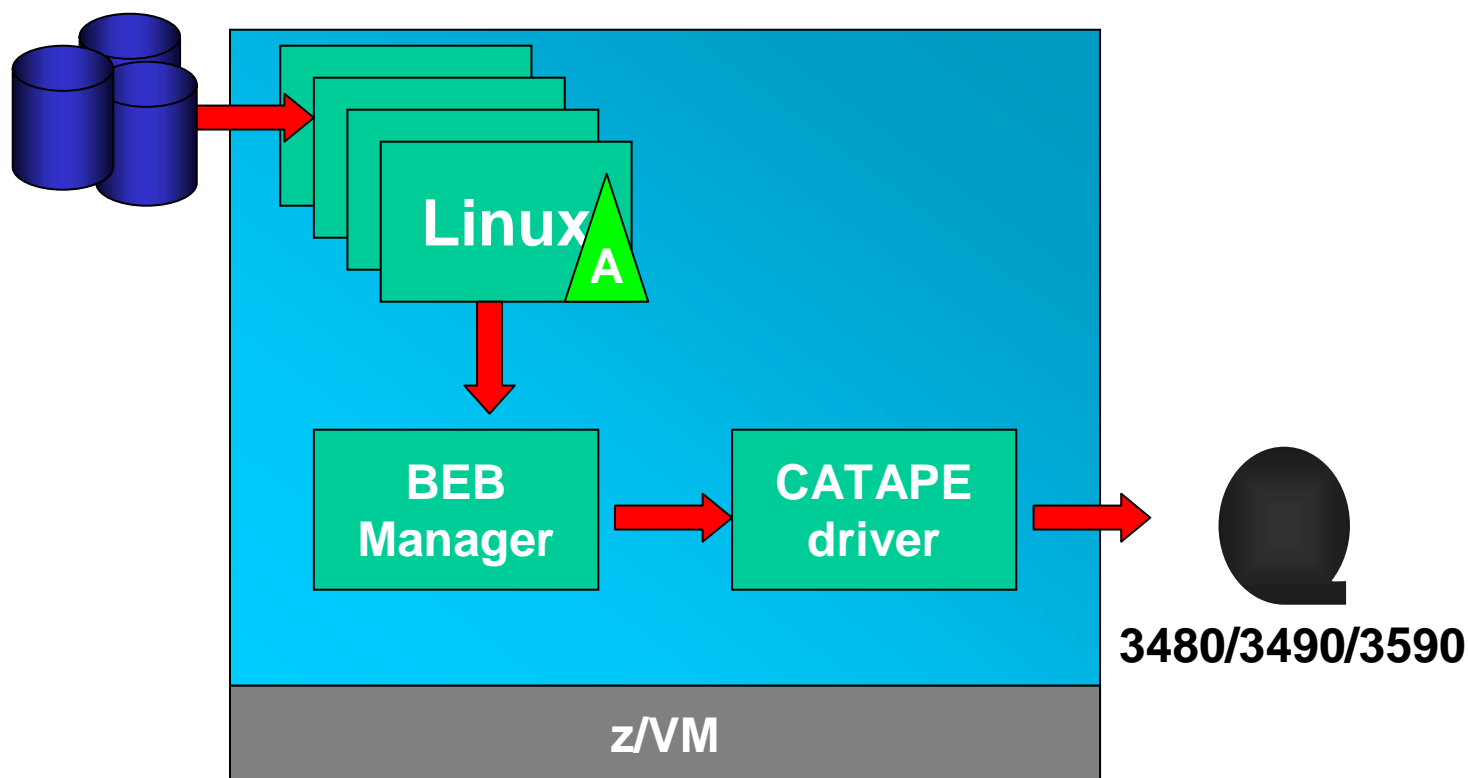 Linux
A
BEB
Manager
CATAPE
driver
3480/3490/3590
z/VM